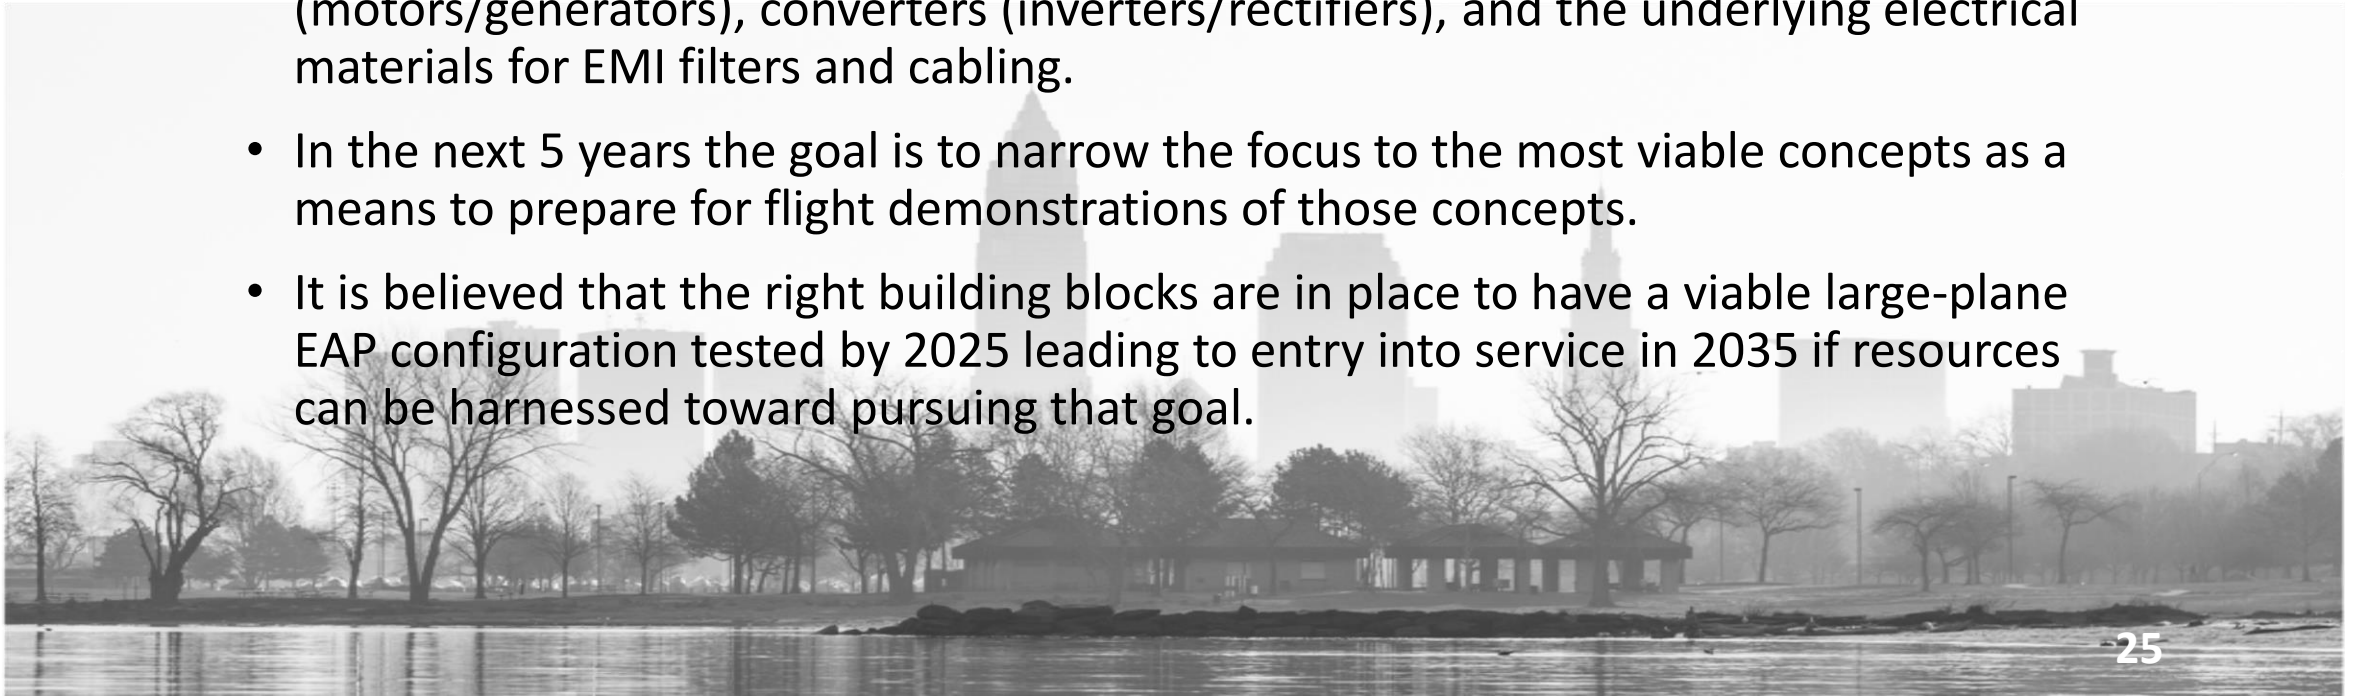 (motors/generators), converters (inverters/rectifiers), and the underlying electrical
materials for EMI filters and cabling.
• In the next 5 years the goal is to narrow the focus to the most viable concepts as a
means to prepare for flight demonstrations of those concepts.
• It is believed that the right building blocks are in place to have a viable large-plane
EAP configuration tested by 2025 leading to entry into service in 2035 if resources
can be harnessed toward pursuing that goal.
25